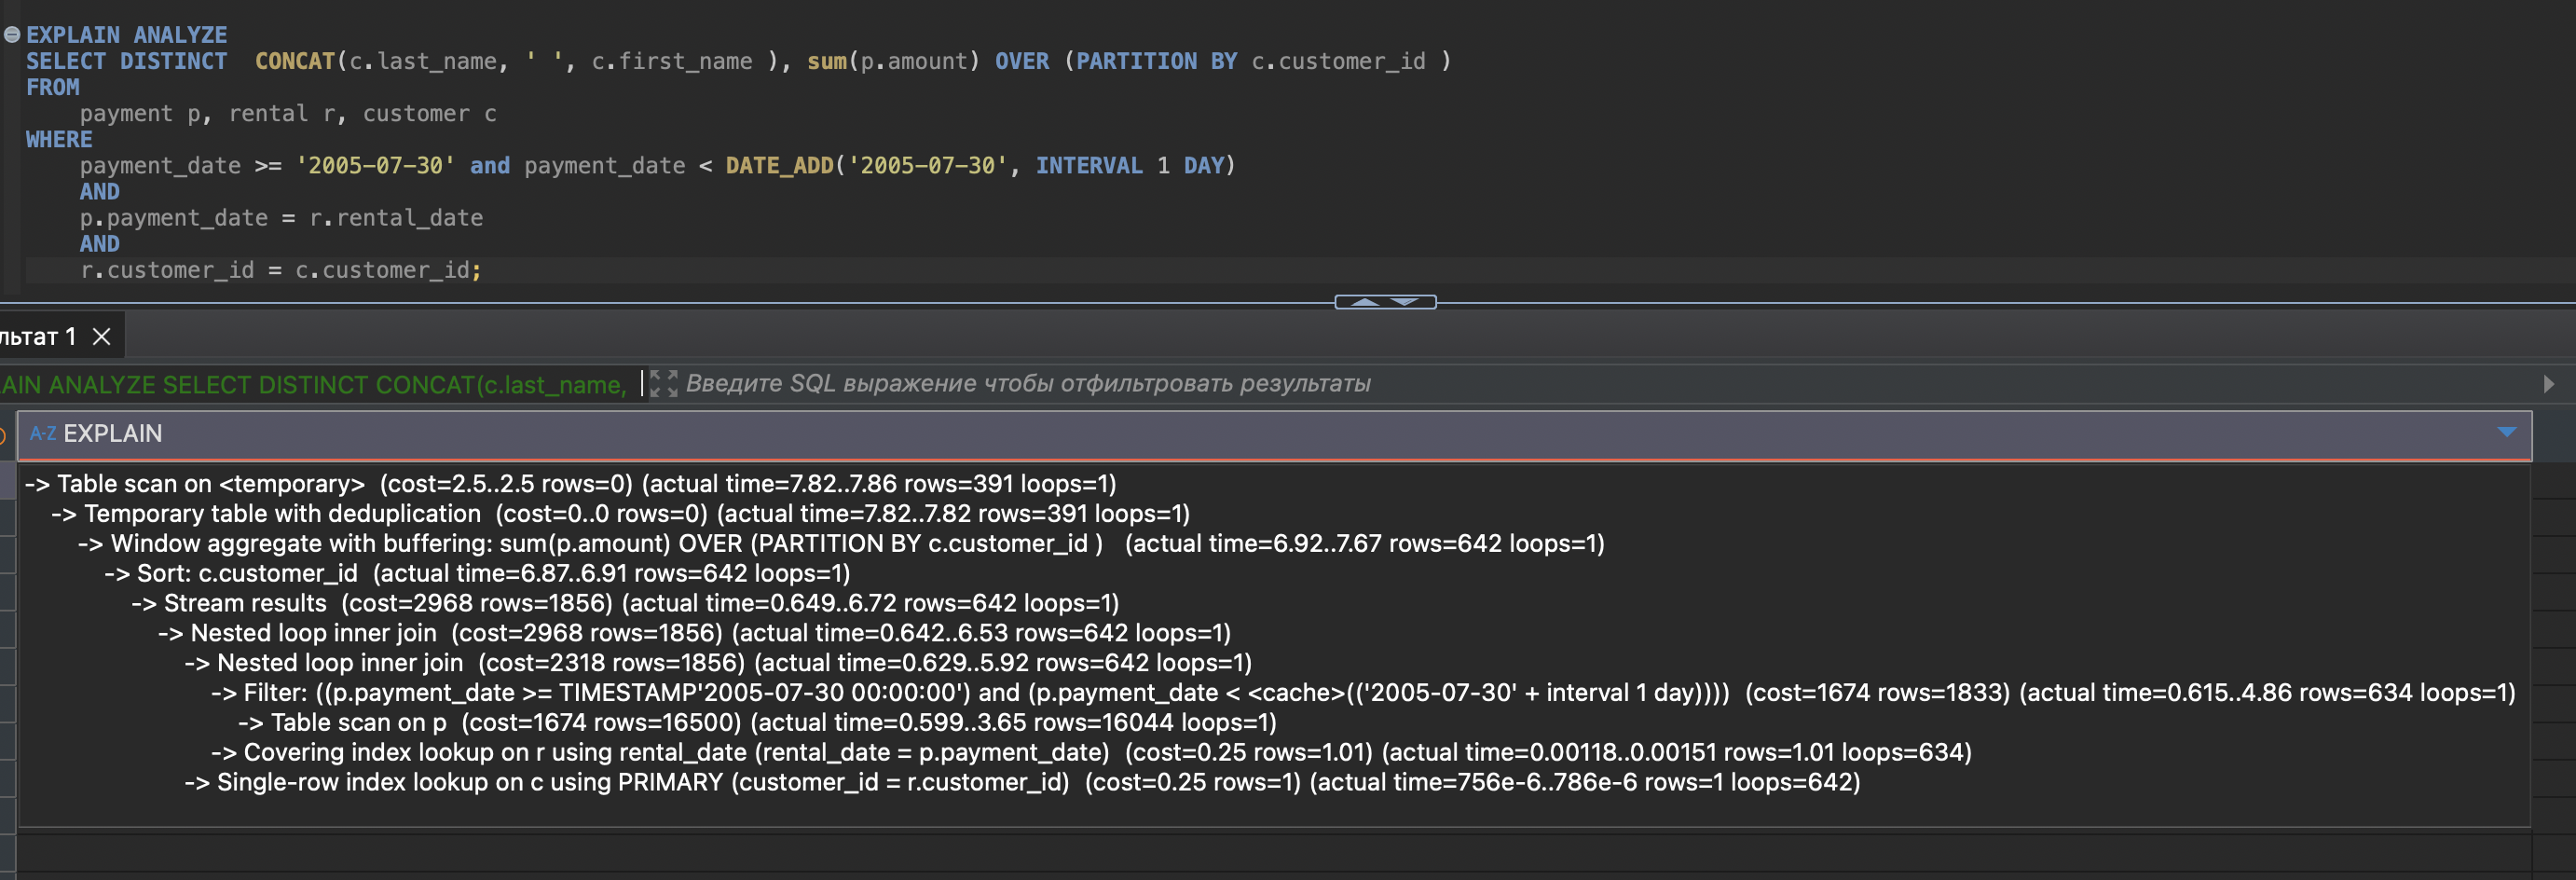 EXPLAIN ANALYZE
SELECT DISTINCT  CONCAT(c.last_name, ' ', c.first_name ), sum(p.amount) OVER (PARTITION BY c.customer_id )
FROM
    payment p, rental r, customer c
WHERE
    payment_date >= '2005-07-30' and payment_date < DATE_ADD('2005-07-30', INTERVAL 1 DAY)
    AND
    p.payment_date = r.rental_date
    AND
    r.customer_id = c.customer_id;
льтат 1
AIN ANALYZE SELECT DISTINCT CONCAT(c.last_name, Введите SQL выражение чтобы отфильтровать результаты
A-Z EXPLAIN
-> Table scan on <temporary>  (cost=2.5..2.5 rows=0) (actual time=7.82..7.86 rows=391 loops=1)
    -> Temporary table with deduplication  (cost=0..0 rows=0) (actual time=7.82..7.82 rows=391 loops=1)
        -> Window aggregate with buffering: sum(p.amount) OVER (PARTITION BY c.customer_id )   (actual time=6.92..7.67 rows=642 loops=1)
            -> Sort: c.customer_id  (actual time=6.87..6.91 rows=642 loops=1)
                -> Stream results  (cost=2968 rows=1856) (actual time=0.649..6.72 rows=642 loops=1)
                    -> Nested loop inner join  (cost=2968 rows=1856) (actual time=0.642..6.53 rows=642 loops=1)
                        -> Nested loop inner join  (cost=2318 rows=1856) (actual time=0.629..5.92 rows=642 loops=1)
                            -> Filter: ((p.payment_date >= TIMESTAMP'2005-07-30 00:00:00') and (p.payment_date < <cache>(('2005-07-30' + interval 1 day))))  (cost=1674 rows=1833) (actual time=0.615..4.86 rows=634 loops=1)
                                -> Table scan on p  (cost=1674 rows=16500) (actual time=0.599..3.65 rows=16044 loops=1)
                            -> Covering index lookup on r using rental_date (rental_date = p.payment_date)  (cost=0.25 rows=1.01) (actual time=0.00118..0.00151 rows=1.01 loops=634)
                        -> Single-row index lookup on c using PRIMARY (customer_id = r.customer_id)  (cost=0.25 rows=1) (actual time=756e-6..786e-6 rows=1 loops=642)